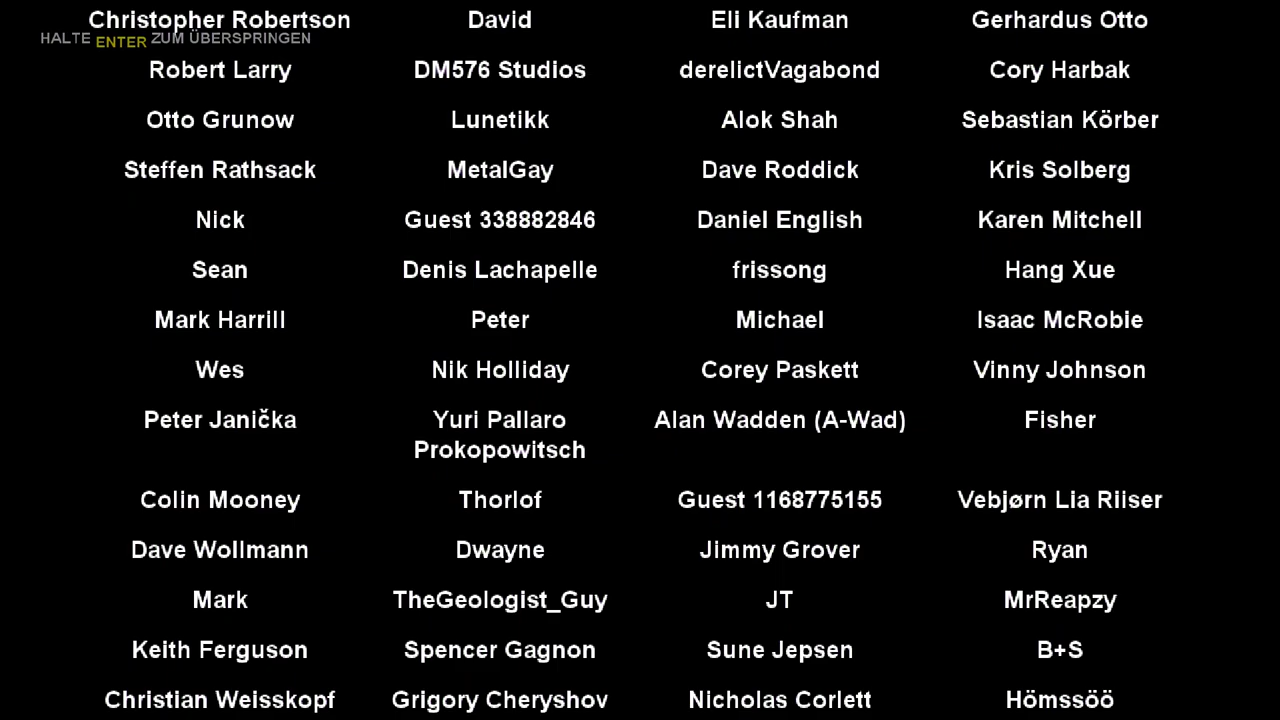 Christopher Robertson David Eli Kaufman Gerhardus Otto
HALTE ENTER ZUM ÜBERSPRINGEN
Robert Larry DM576 Studios derelictVagabond Cory Harbak
Otto Grunow Lunetikk Alok Shah Sebastian Körber
Steffen Rathsack MetalGay Dave Roddick Kris Solberg
Nick Guest 338882846 Daniel English Karen Mitchell
Sean Denis Lachapelle frissong Hang Xue
Mark Harrill Peter Michael Isaac McRobie
Wes Nik Holliday Corey Paskett Vinny Johnson
Peter Janička Yuri Pallaro Alan Wadden (A-Wad) Fisher
Prokopowitsch
Colin Mooney Thorlof Guest 1168775155 Vebjørn Lia Riiser
Dave Wollmann Dwayne Jimmy Grover Ryan
Mark TheGeologist_Guy JT MrReapzy
Keith Ferguson Spencer Gagnon Sune Jepsen B+S
Christian Weisskopf Grigory Cheryshov Nicholas Corlett Hömssöö